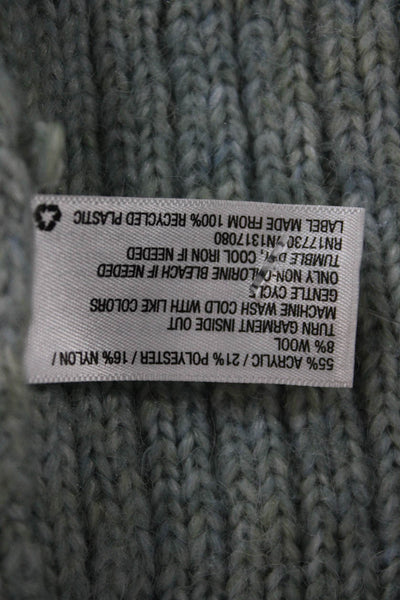 55% ACRYLIC / 21% POLYESTER / 16% NYLON /
8% WOOL
TURN GARMENT INSIDE OUT
MACHINE WASH COLD WITH LIKE COLORS
GENTLE CYCLE
ONLY NON-CHLORINE BLEACH IF NEEDED
TUMBLE DRY, COOL IRON IF NEEDED
RN17730 VN1317080
LABEL MADE FROM 100% RECYCLED PLASTIC